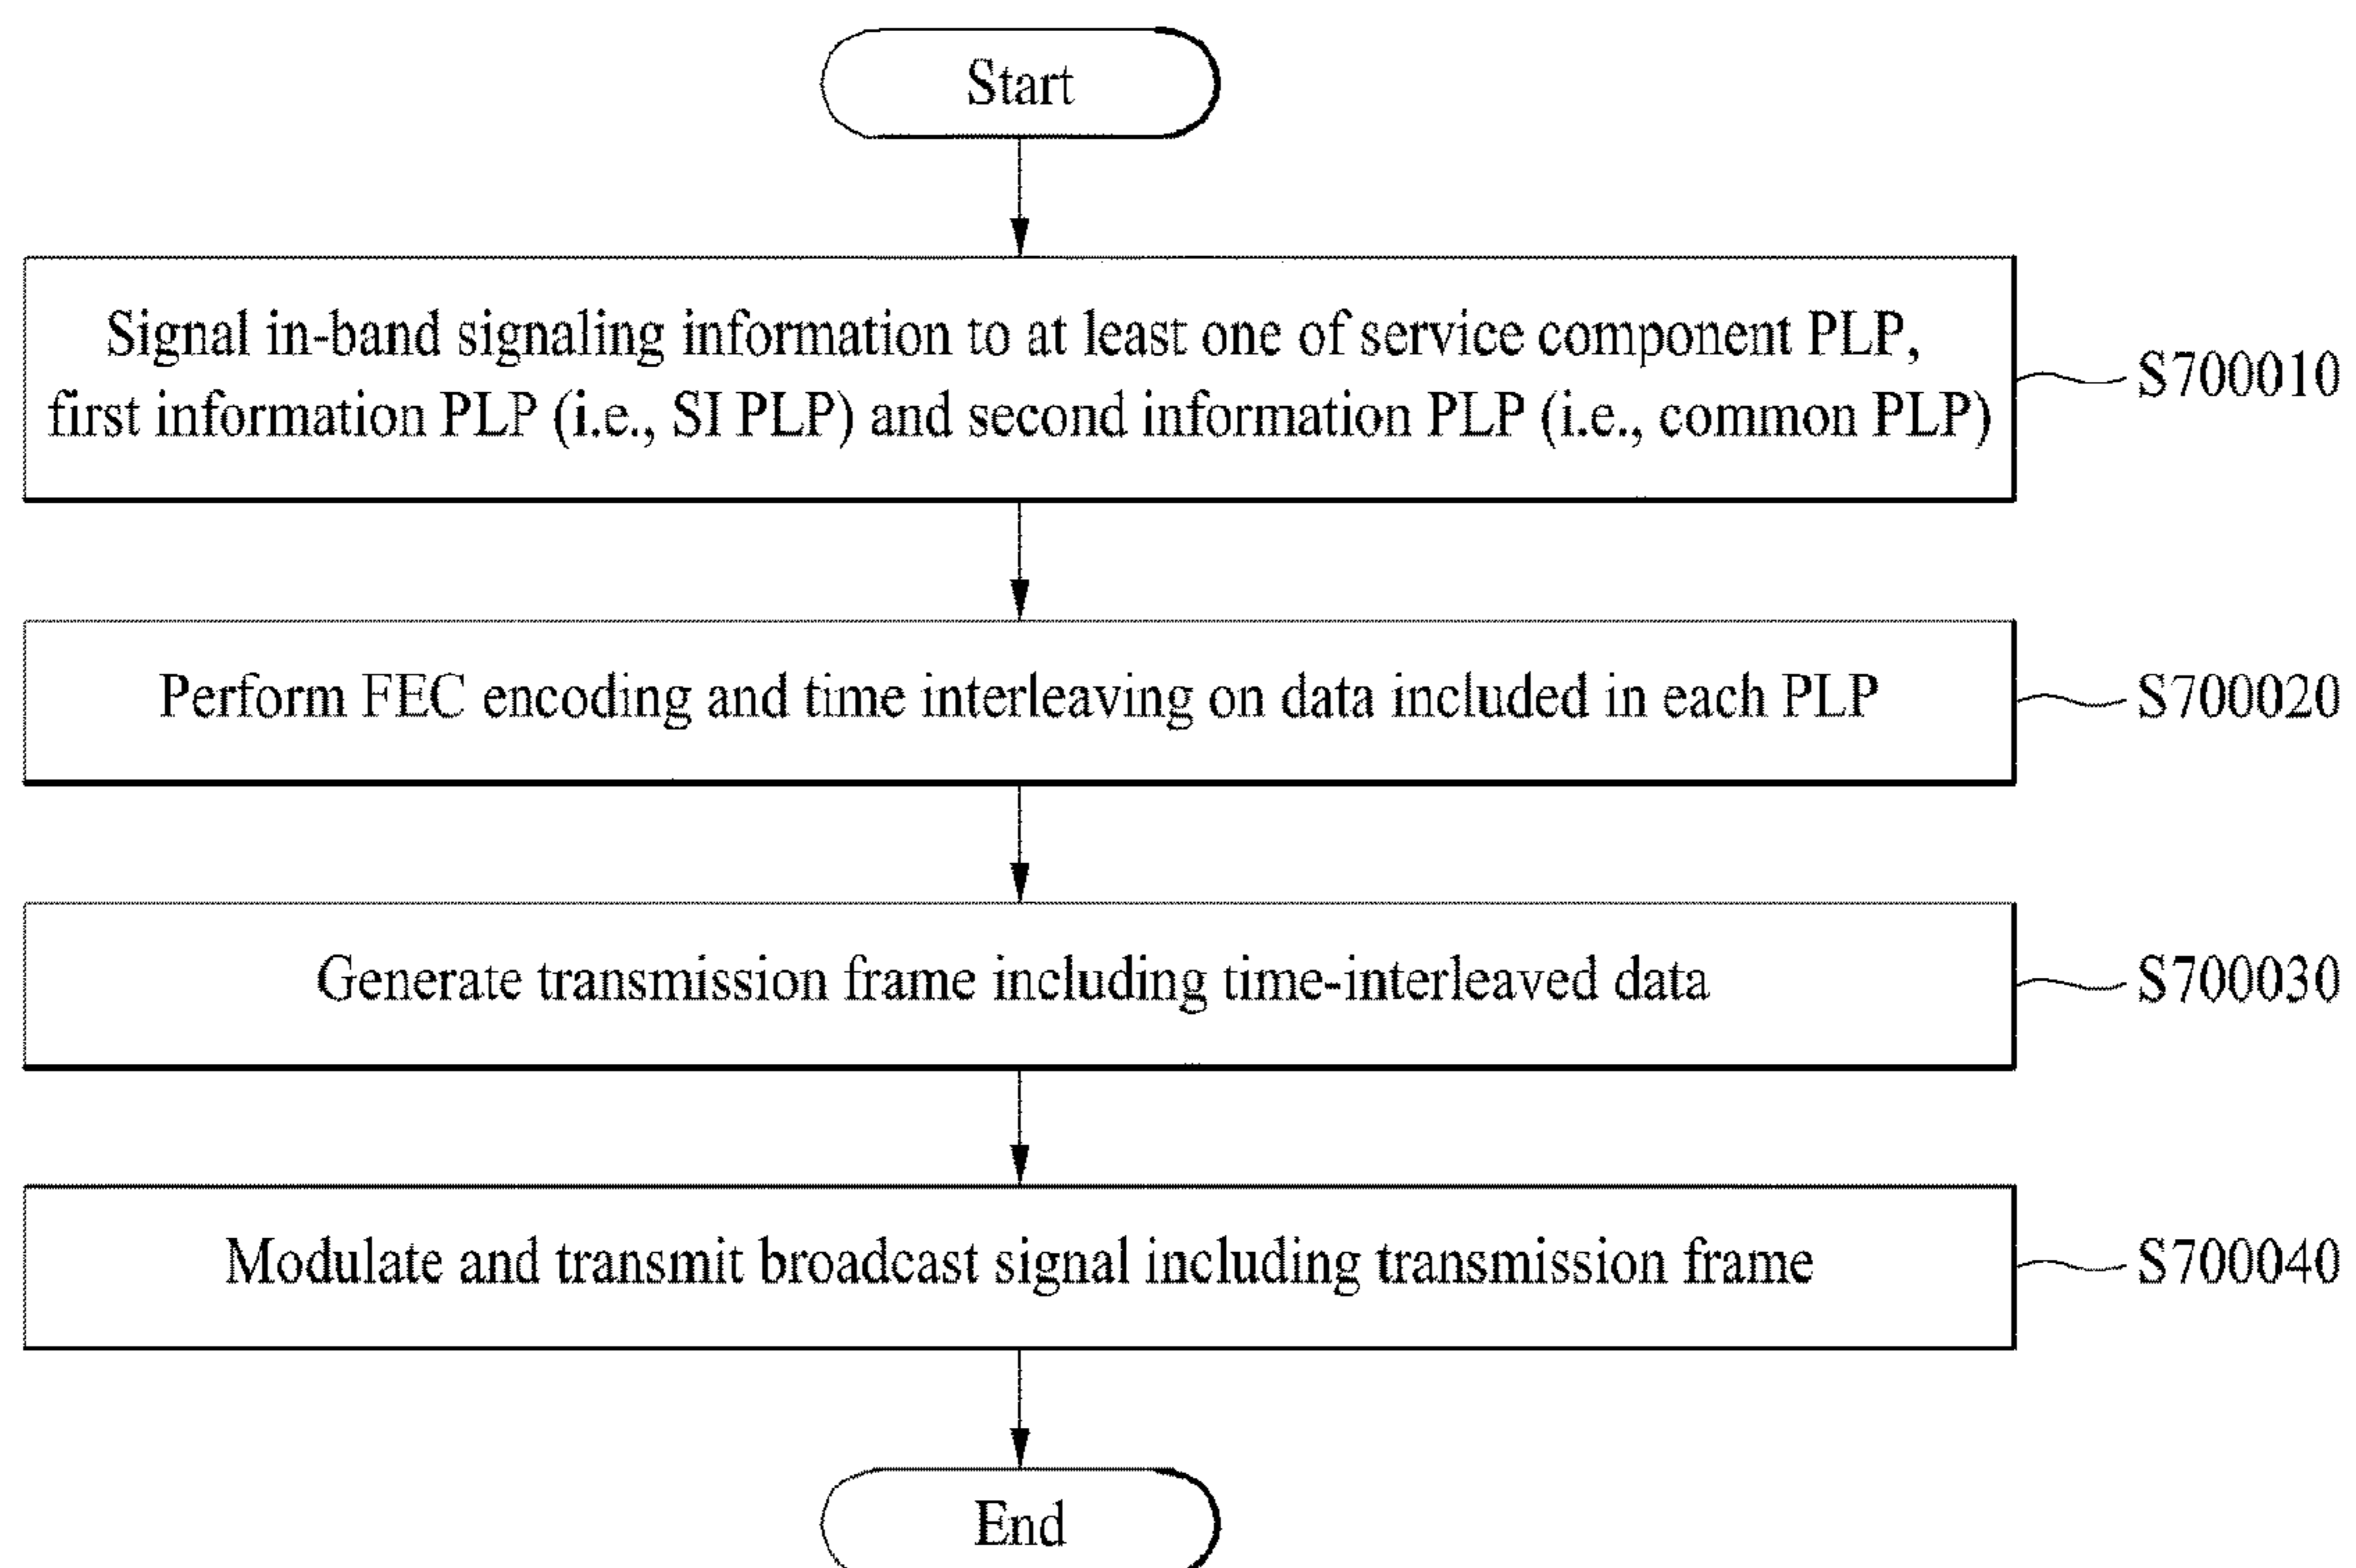 Start
Signal in-band signaling information to at least one of service component PLP,
first information PLP (i.e., SI PLP) and second information PLP (i.e., common PLP)
S700010
Perform FEC encoding and time interleaving on data included in each PLP
S700020
Generate transmission frame including time-interleaved data
S700030
Modulate and transmit broadcast signal including transmission frame
S700040
End